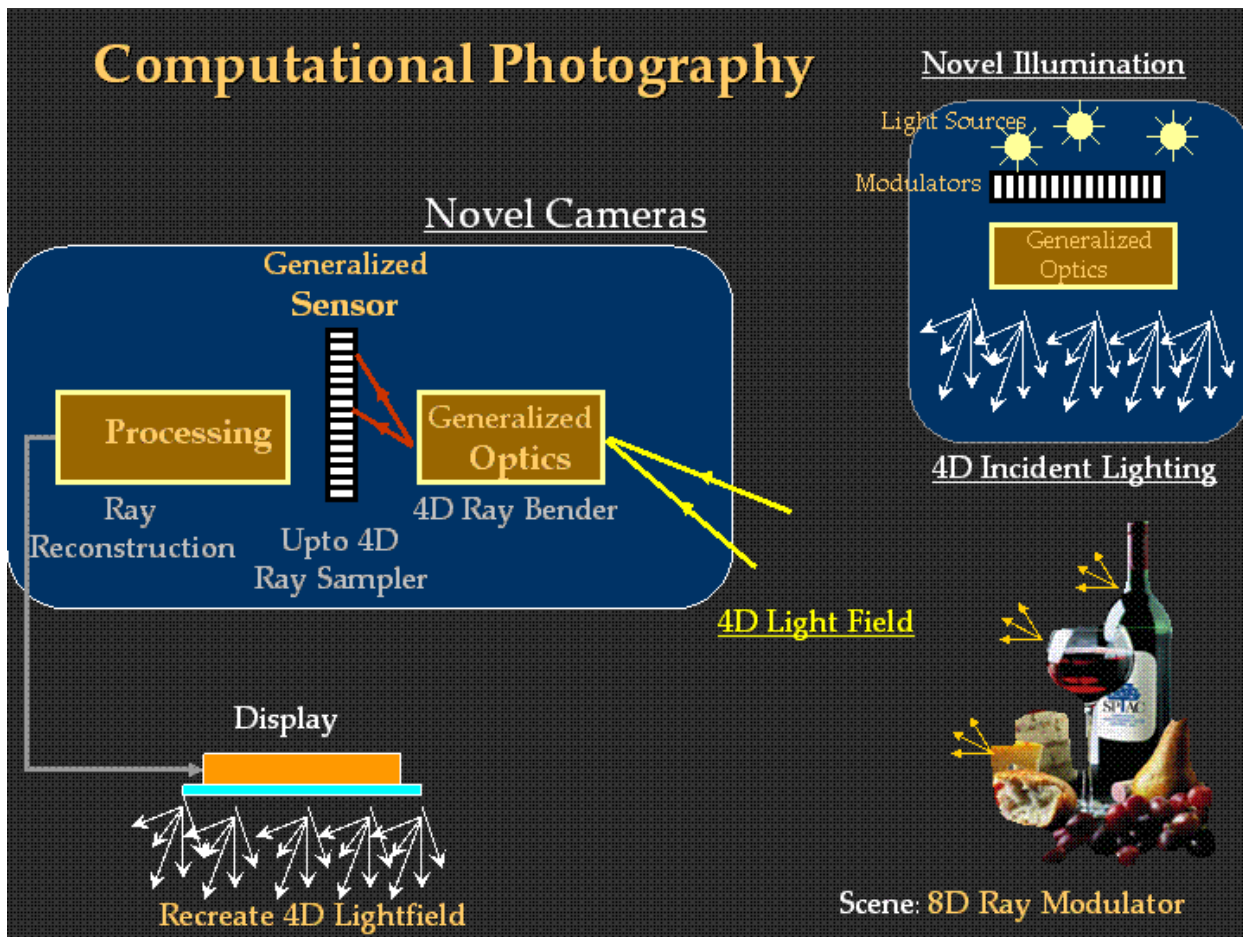 Computational Photography
Novel Illumination
Light Sources
Modulators
Generalized
Optics
4D Incident Lighting
Novel Cameras
Generalized
Sensor
Processing
Generalized
Optics
Ray
Reconstruction
Upto 4D
Ray Sampler
4D Ray Bender
4D Light Field
Display
Recreate 4D Lightfield
Scene: 8D Ray Modulator